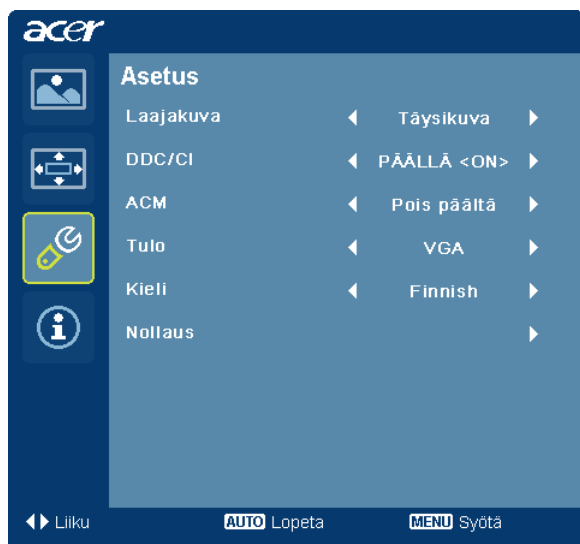 acer
Asetus
Laajakuva Täysikuva
DDC/CI PÄÄLLÄ <ON>
ACM Pois päältä
Tulo VGA
Kieli Finnish
Nollaus
Liiku AUTO Lopeta MENU Syötä